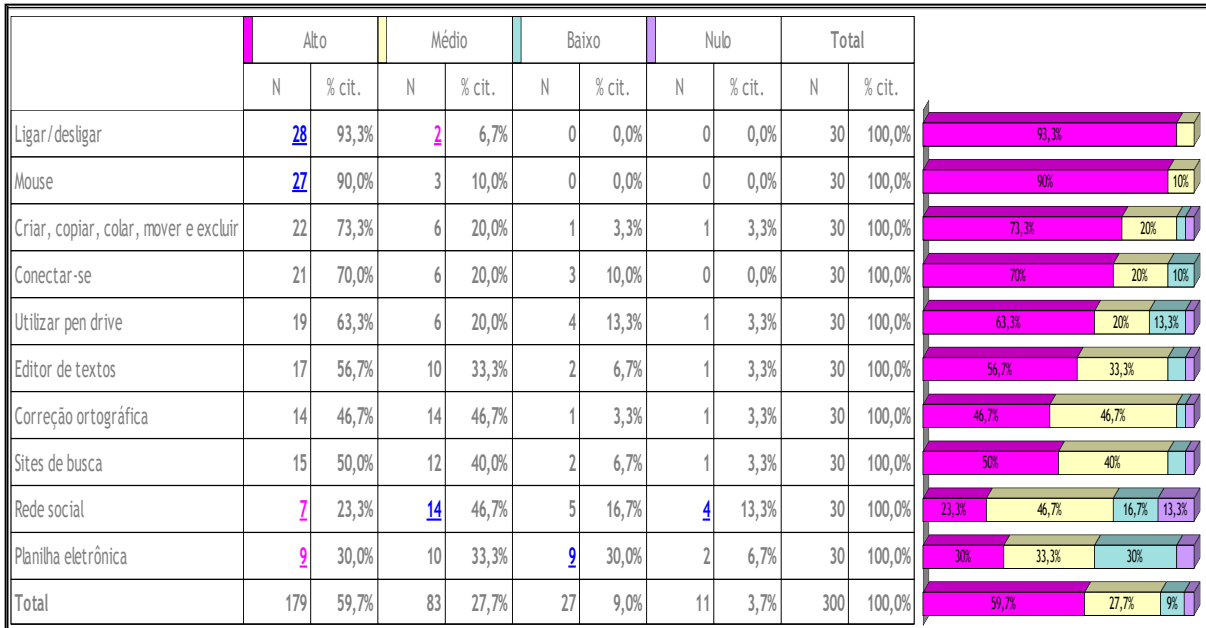 Alto Médio Baixo Nulo Total
N % cit. N % cit. N % cit. N % cit. N % cit.
Ligar/desligar 28 93,3% 2 6,7% 0 0,0% 0 0,0% 30 100,0% 93,3%
Mouse 27 90,0% 3 10,0% 0 0,0% 0 0,0% 30 100,0% 90% 10%
Criar, copiar, colar, mover e excluir 22 73,3% 6 20,0% 1 3,3% 1 3,3% 30 100,0% 73,3% 20%
Conectar-se 21 70,0% 6 20,0% 3 10,0% 0 0,0% 30 100,0% 70% 20% 10%
Utilizar pen drive 19 63,3% 6 20,0% 4 13,3% 1 3,3% 30 100,0% 63,3% 20% 13,3%
Editor de textos 17 56,7% 10 33,3% 2 6,7% 1 3,3% 30 100,0% 56,7% 33,3%
Correção ortográfica 14 46,7% 14 46,7% 1 3,3% 1 3,3% 30 100,0% 46,7% 46,7%
Sites de busca 15 50,0% 12 40,0% 2 6,7% 1 3,3% 30 100,0% 50% 40%
Rede social 7 23,3% 14 46,7% 5 16,7% 4 13,3% 30 100,0% 23,3% 46,7% 16,7% 13,3%
Planilha eletrônica 9 30,0% 10 33,3% 9 30,0% 2 6,7% 30 100,0% 30% 33,3% 30%
Total 179 59,7% 83 27,7% 27 9,0% 11 3,7% 300 100,0% 59,7% 27,7% 9%